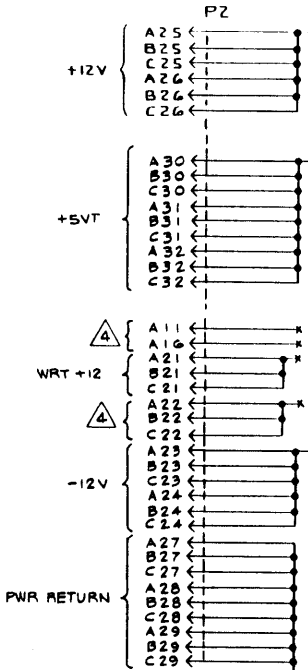 P2
A25
B25
+12V
C25
A26
B26
C26
A30
B30
C30
A31
+5VT
B31
C31
A32
B32
C32
A11
4
A16
A21
WRT +12
B21
C21
A22
4
B22
C22
A23
B23
C23
-12V
A24
B24
C24
A27
B27
C27
A28
PWR RETURN
B28
C28
A29
B29
C29